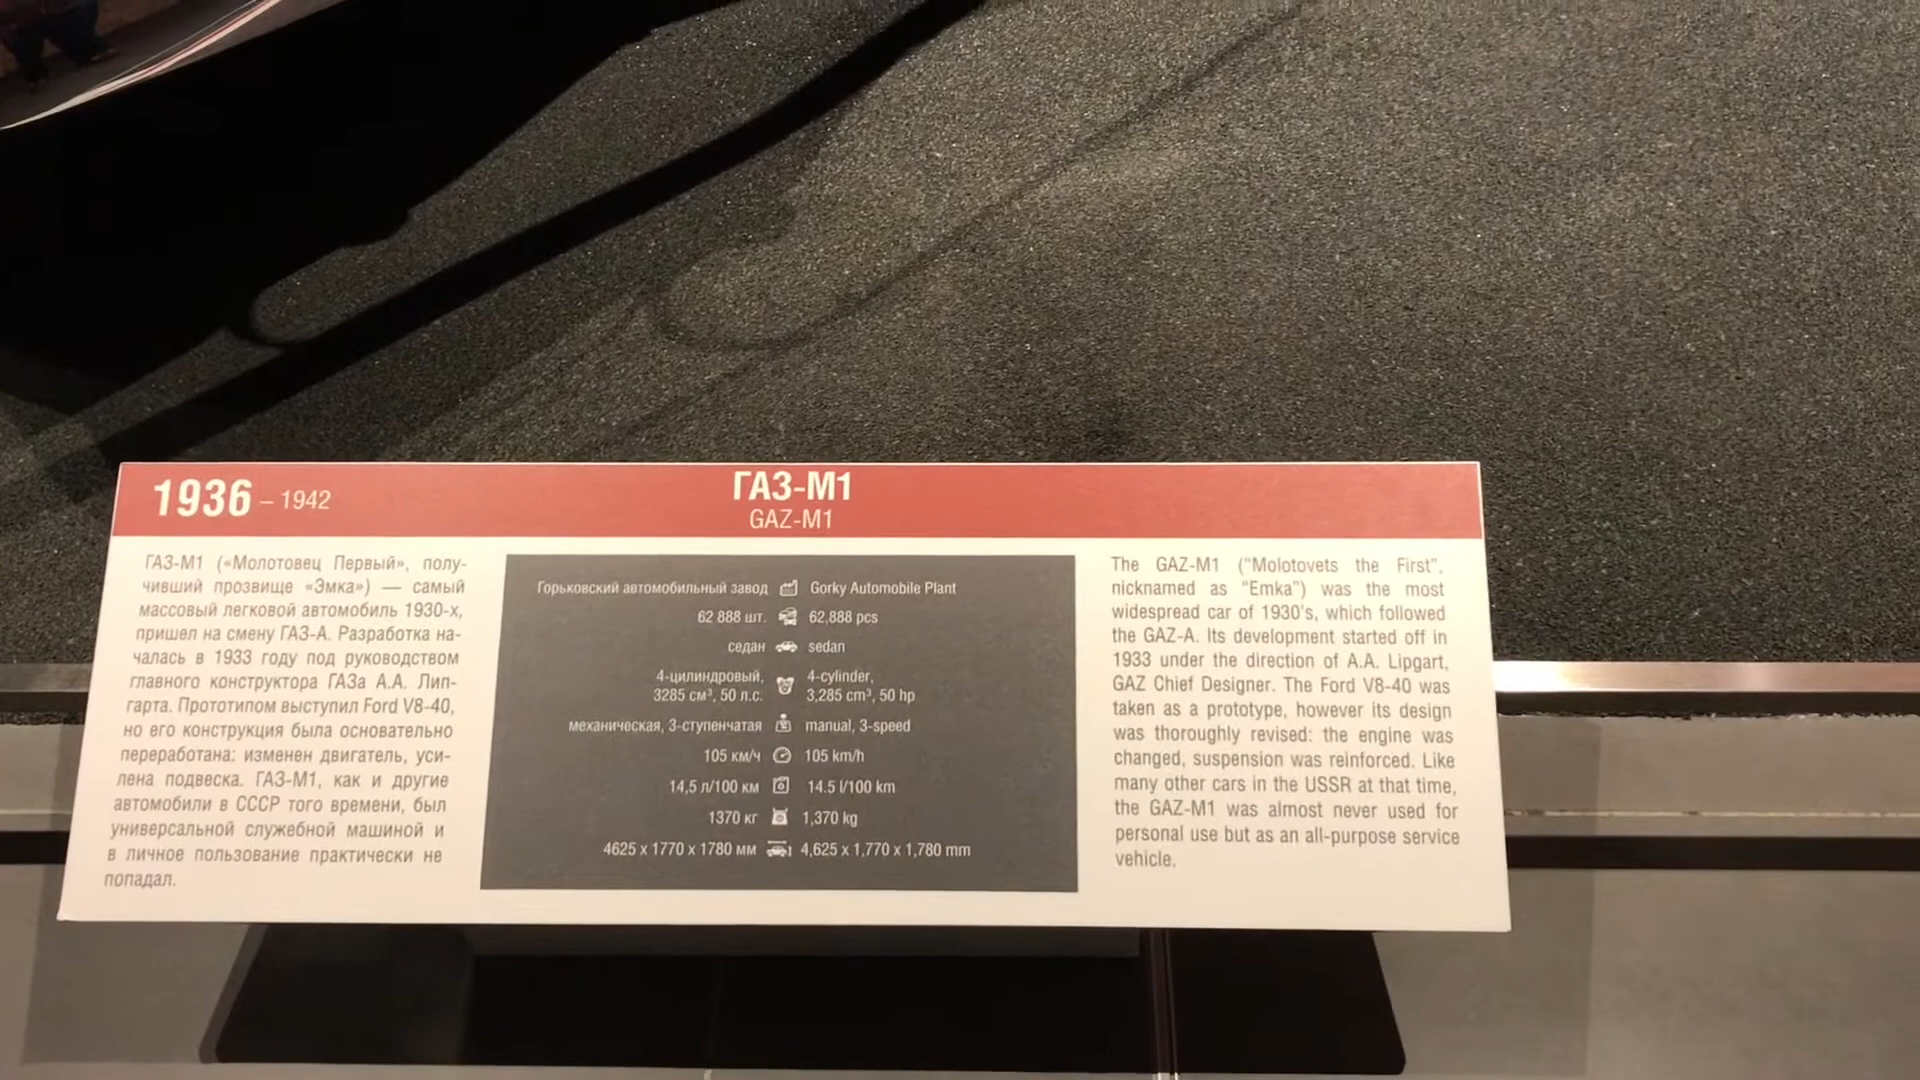 1936 – 1942
ГАЗ-М1
GAZ-M1
ГАЗ-М1 («Молотовец Первый», полу-
чивший прозвище «Эмка») — самый
массовый легковой автомобиль 1930-х,
пришел на смену ГАЗ-А. Разработка на-
чалась в 1933 году под руководством
главного конструктора ГАЗа А.А. Лип-
гарта. Прототипом выступил Ford V8-40,
но его конструкция была основательно
переработана: изменен двигатель, уси-
лена подвеска. ГАЗ-М1, как и другие
автомобили в СССР того времени, был
универсальной служебной машиной и
в личное пользование практически не
попадал.
Горьковский автомобильный завод Gorky Automobile Plant
62 888 шт. 62,888 pcs
седан sedan
4-цилиндровый, 4-cylinder,
3285 см³, 50 л.с. 3,285 cm³, 50 hp
механическая, 3-ступенчатая manual, 3-speed
105 км/ч 105 km/h
14,5 л/100 км 14.5 l/100 km
1370 кг 1,370 kg
4625 x 1770 x 1780 мм 4,625 x 1,770 x 1,780 mm
The GAZ-M1 (“Molotovets the First”,
nicknamed as “Emka”) was the most
widespread car of 1930's, which followed
the GAZ-A. Its development started off in
1933 under the direction of A.A. Lipgart,
GAZ Chief Designer. The Ford V8-40 was
taken as a prototype, however its design
was thoroughly revised: the engine was
changed, suspension was reinforced. Like
many other cars in the USSR at that time,
the GAZ-M1 was almost never used for
personal use but as an all-purpose service
vehicle.